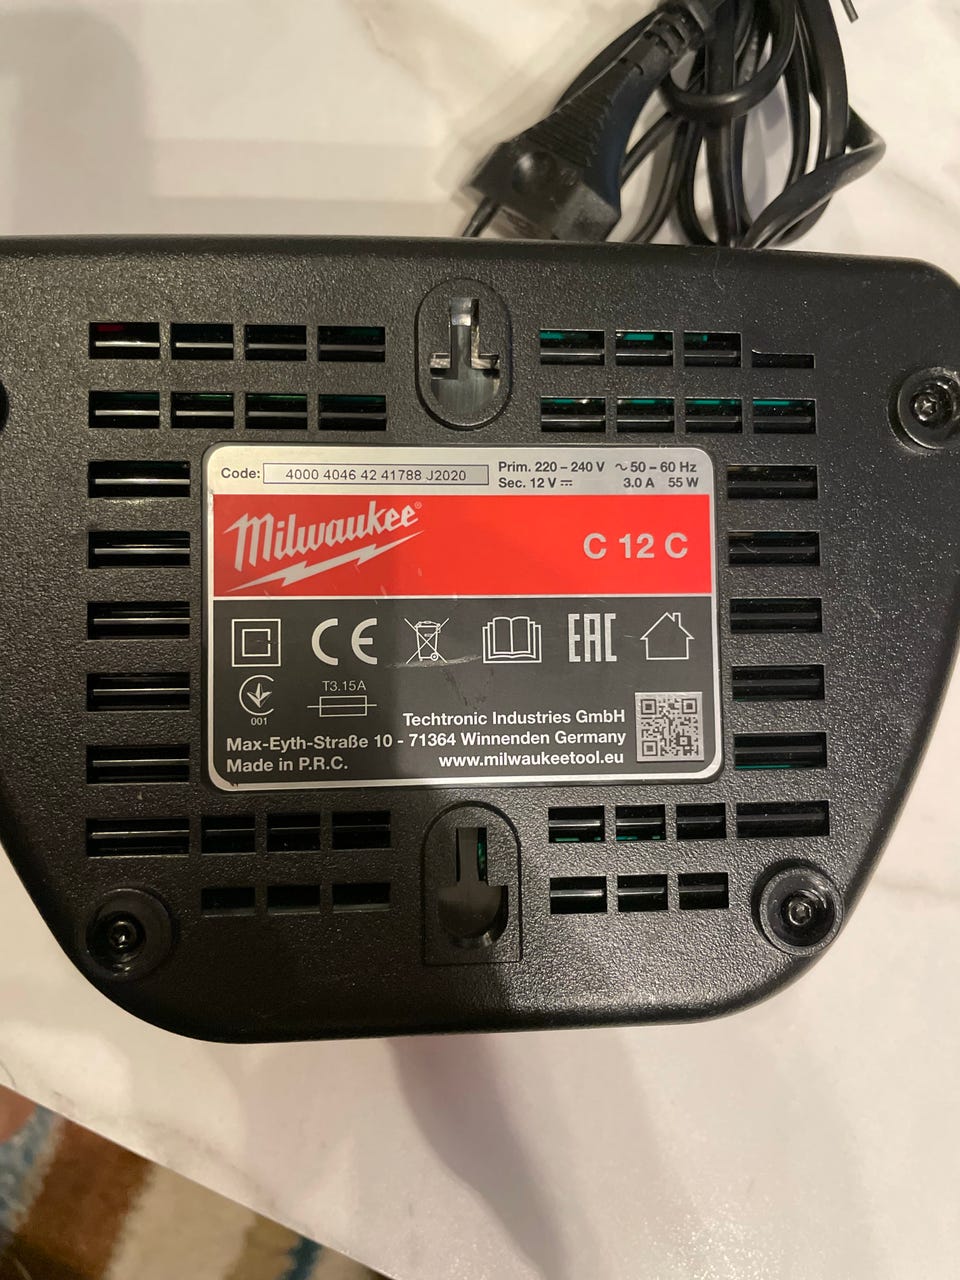 Code: 4000 4046 42 41788 J2020
Prim. 220 – 240 V ~ 50 – 60 Hz
Sec. 12 V ⎓ 3.0 A 55 W
Milwaukee®
C 12 C
CE
EAC
001
T3.15A
Techtronic Industries GmbH
Max-Eyth-Straße 10 - 71364 Winnenden Germany
Made in P.R.C. www.milwaukeetool.eu